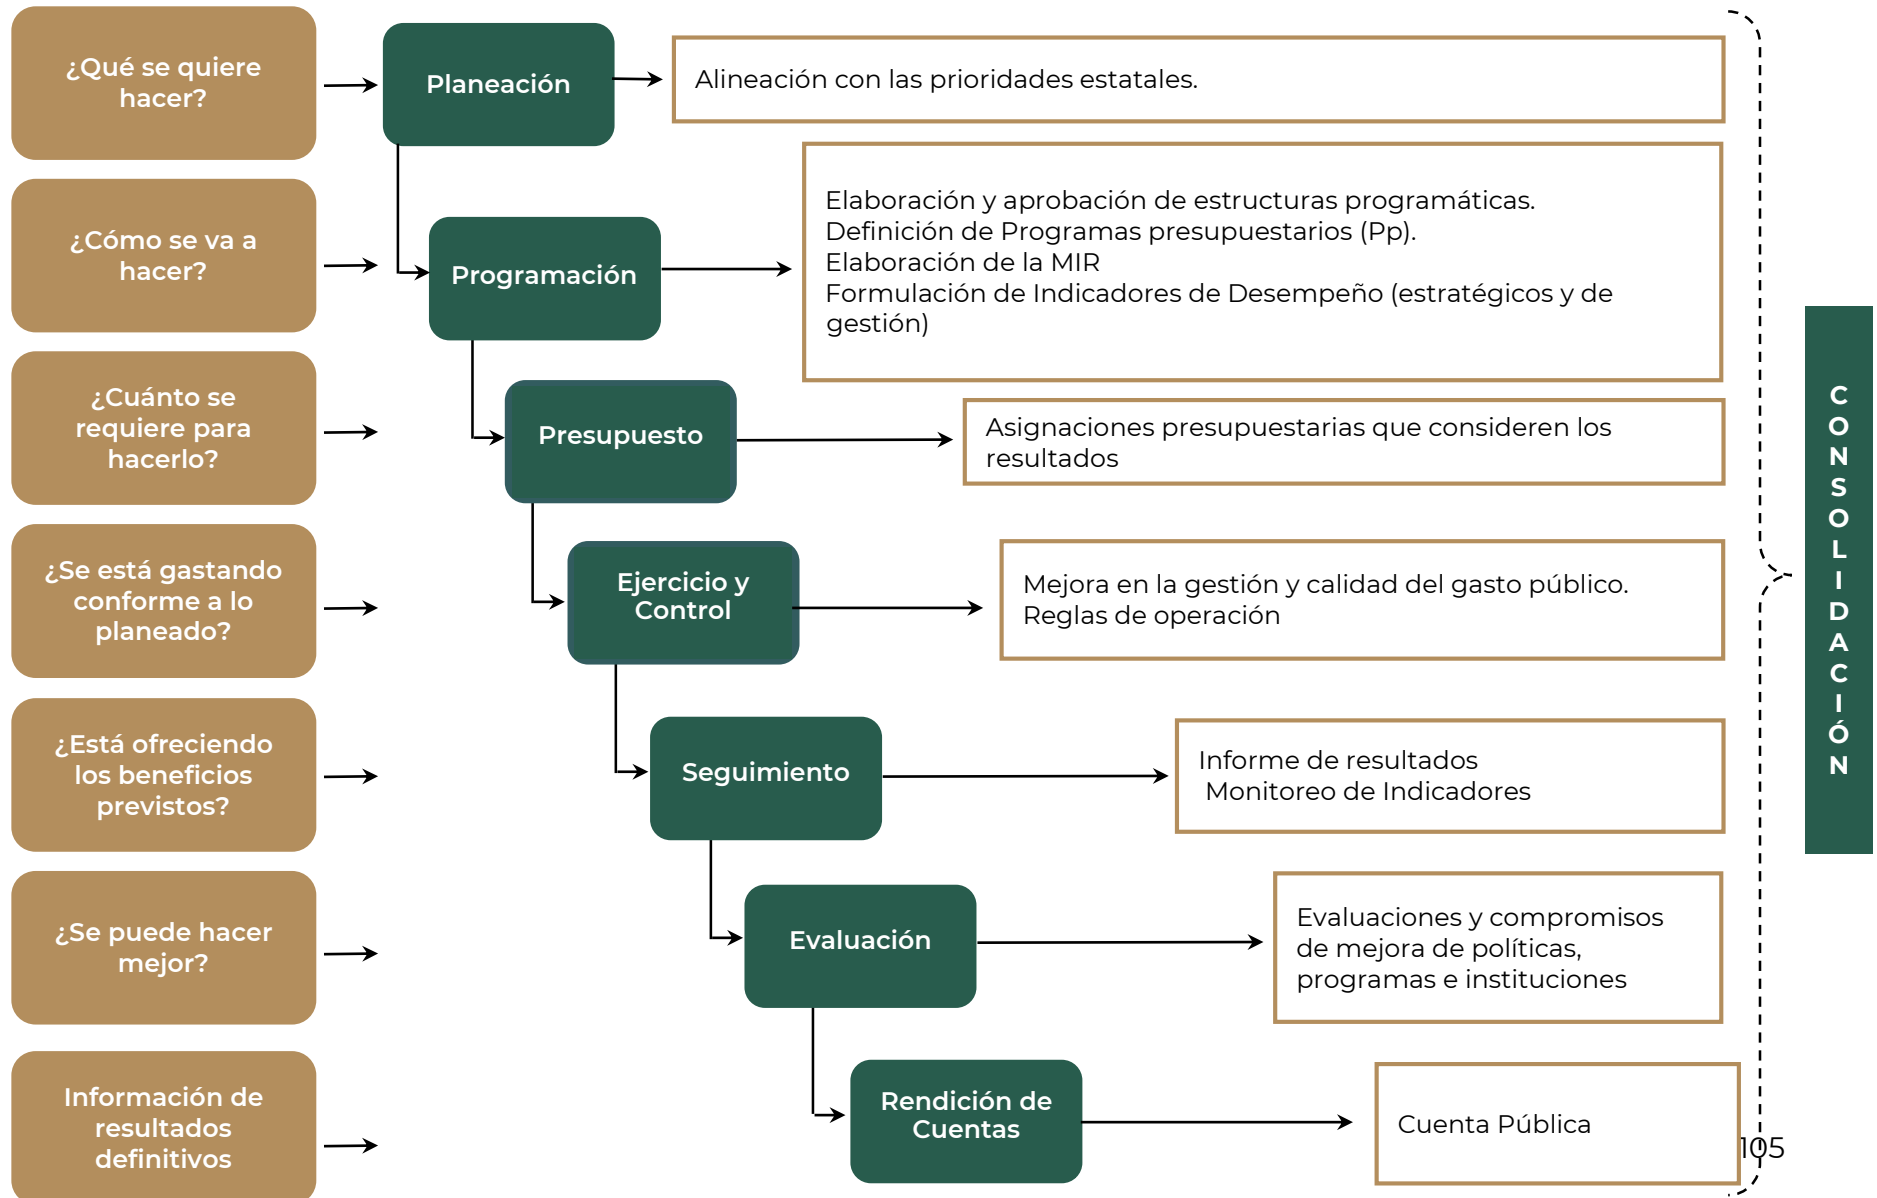 ¿Qué se quiere
hacer?
Planeación
Alineación con las prioridades estatales.
¿Cómo se va a
hacer?
Programación
Elaboración y aprobación de estructuras programáticas.
Definición de Programas presupuestarios (Pp).
Elaboración de la MIR
Formulación de Indicadores de Desempeño (estratégicos y de
gestión)
¿Cuánto se
requiere para
hacerlo?
Presupuesto
Asignaciones presupuestarias que consideren los
resultados
¿Se está gastando
conforme a lo
planeado?
Ejercicio y
Control
Mejora en la gestión y calidad del gasto público.
Reglas de operación
¿Está ofreciendo
los beneficios
previstos?
Seguimiento
Informe de resultados
Monitoreo de Indicadores
¿Se puede hacer
mejor?
Evaluación
Evaluaciones y compromisos
de mejora de políticas,
programas e instituciones
Información de
resultados
definitivos
Rendición de
Cuentas
Cuenta Pública
105
CONSOLIDACIÓN